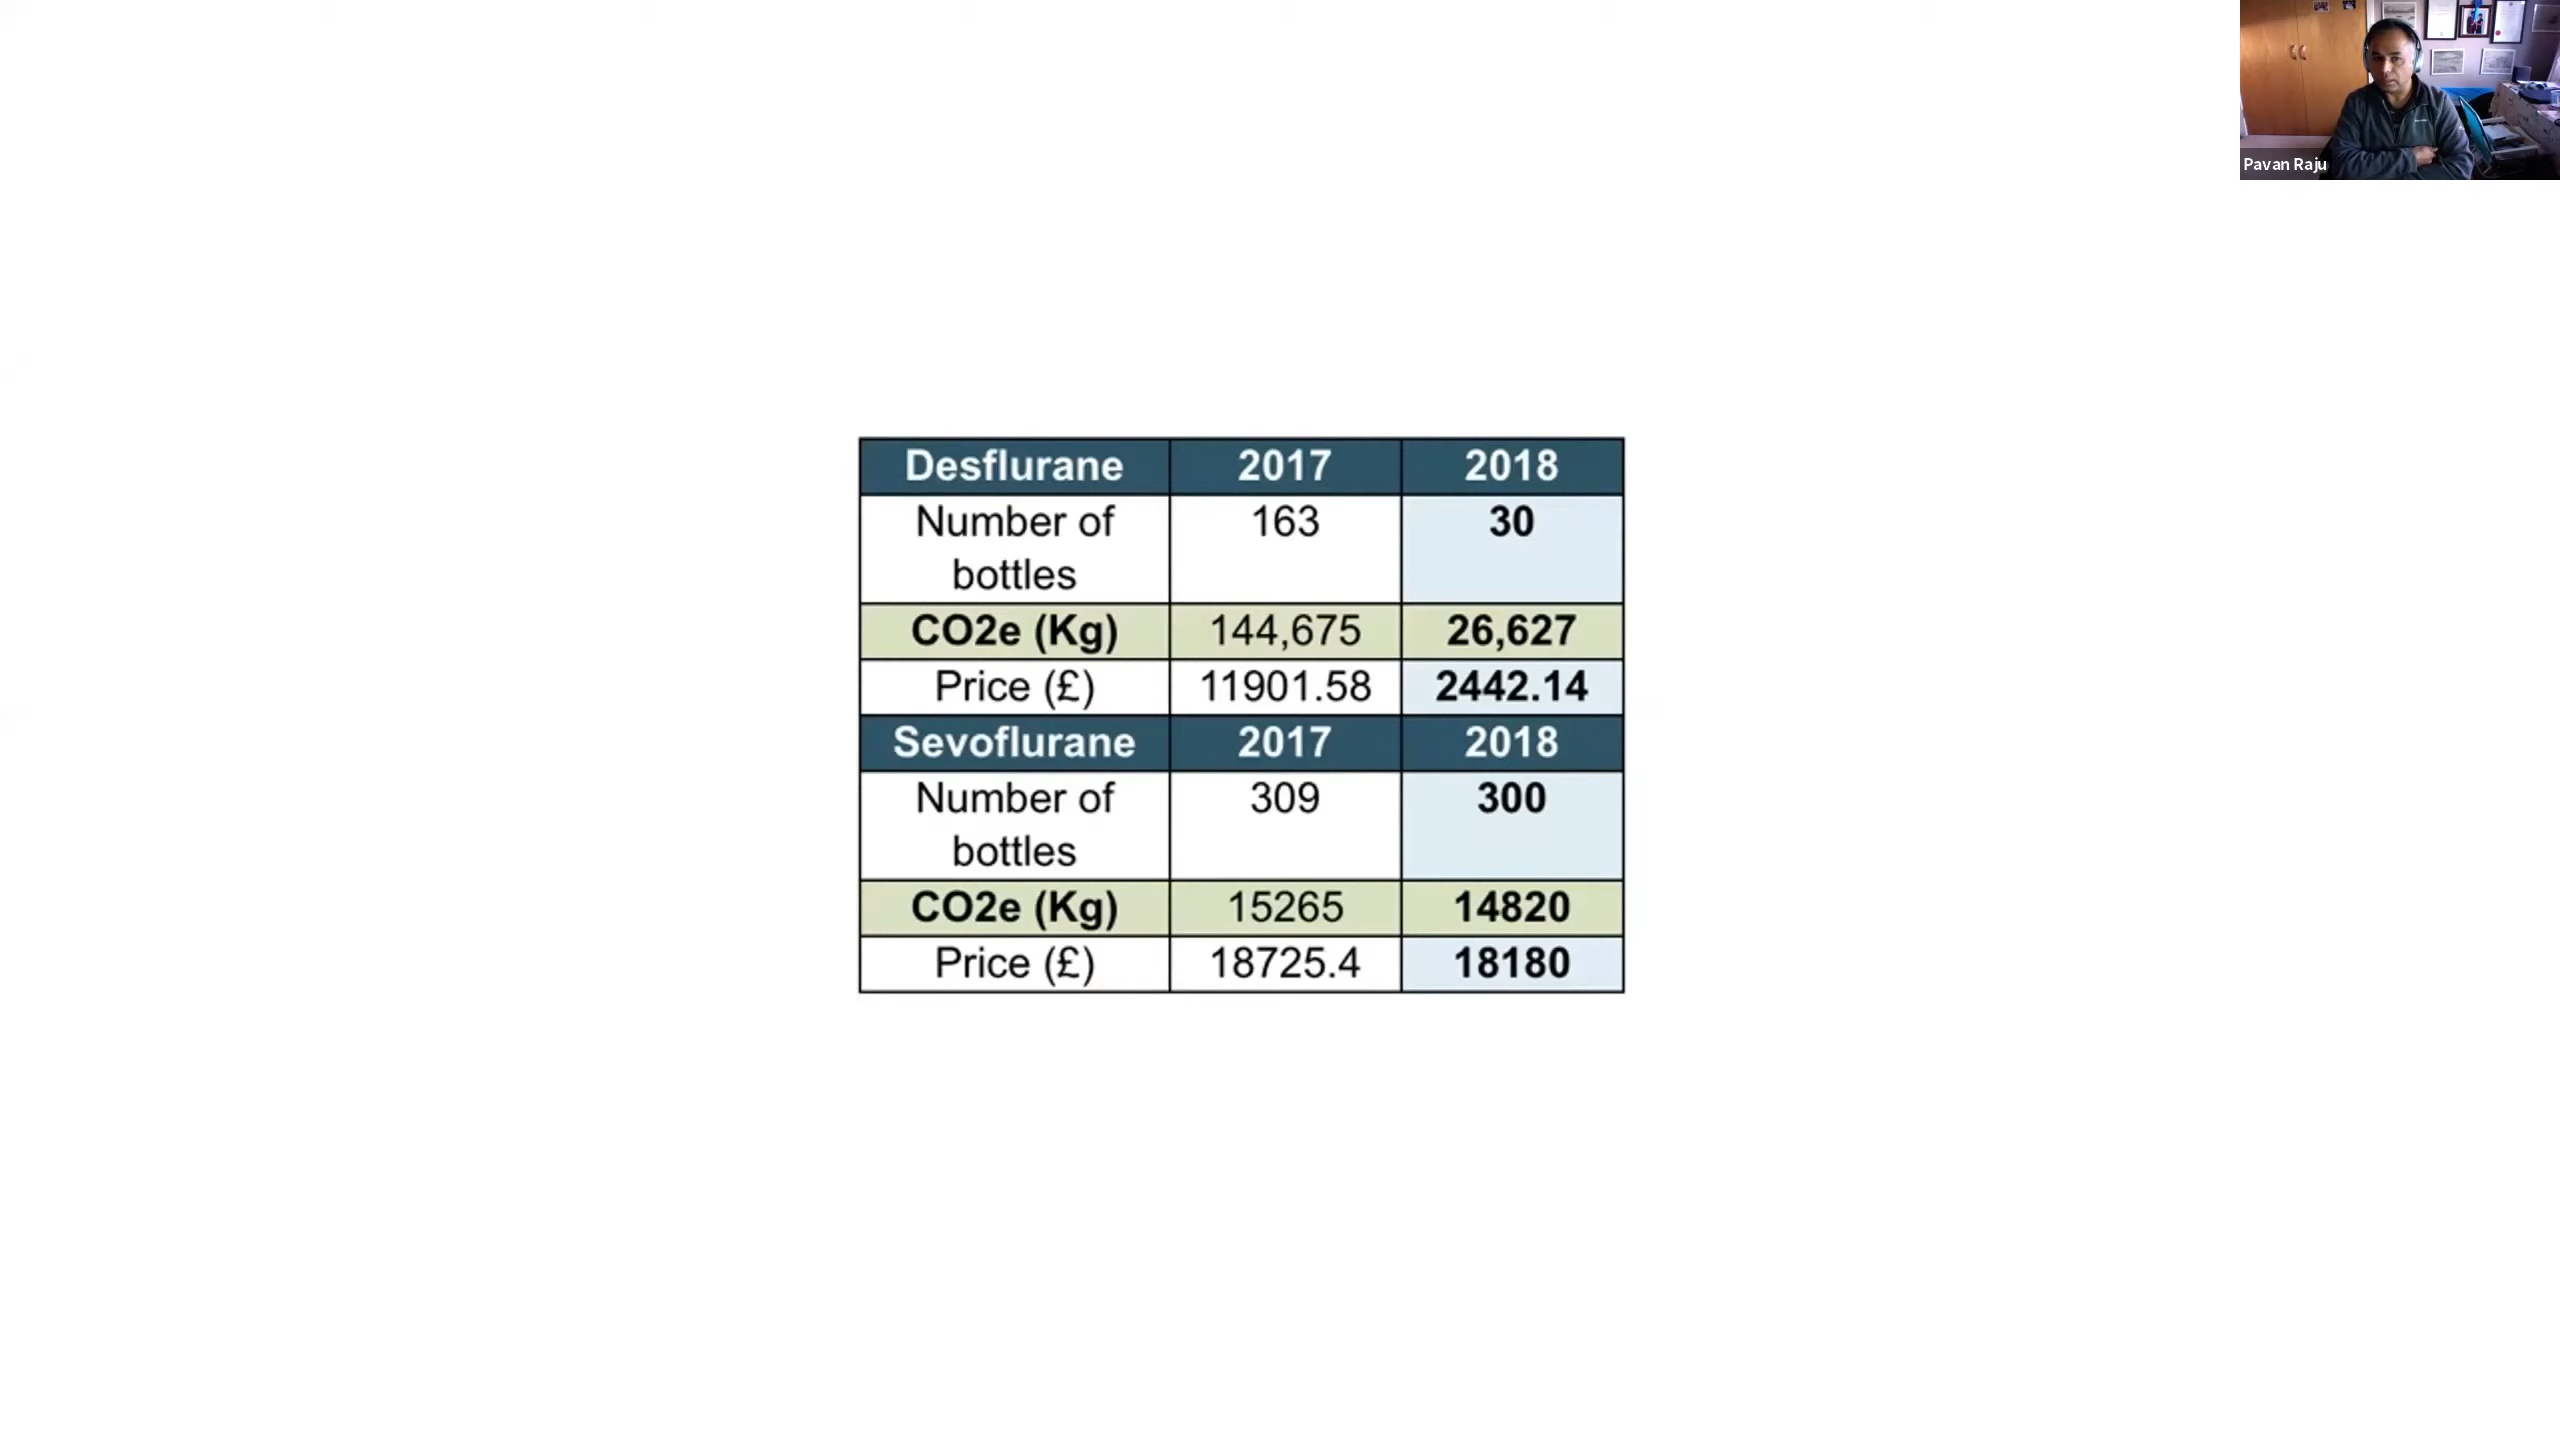 Pavan Raju
Desflurane 2017 2018
Number of 163 30
bottles
CO2e (Kg) 144,675 26,627
Price (£) 11901.58 2442.14
Sevoflurane 2017 2018
Number of 309 300
bottles
CO2e (Kg) 15265 14820
Price (£) 18725.4 18180